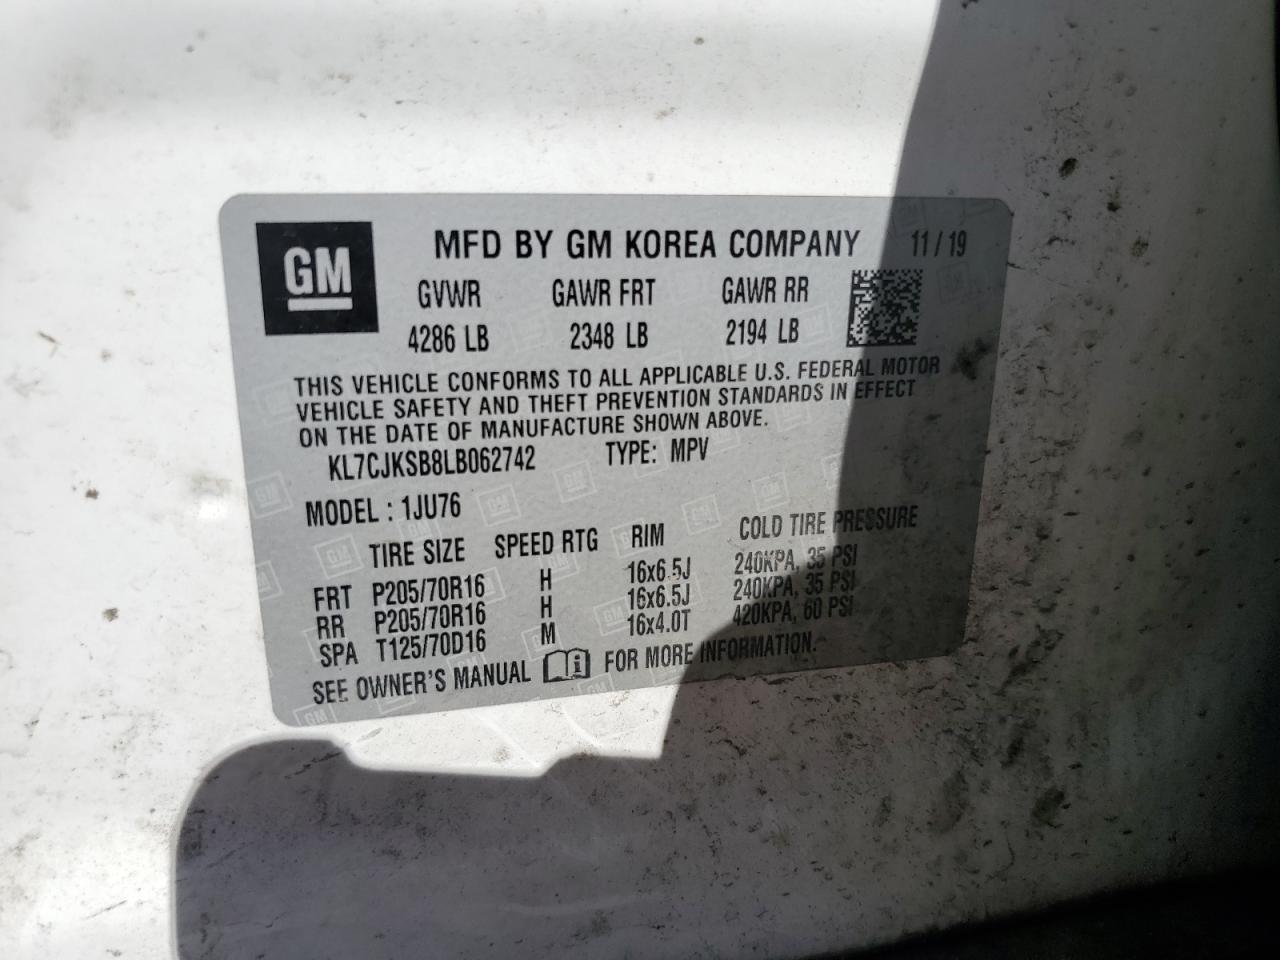 GM
MFD BY GM KOREA COMPANY 11 / 19
GVWR GAWR FRT GAWR RR
4286 LB 2348 LB 2194 LB
THIS VEHICLE CONFORMS TO ALL APPLICABLE U.S. FEDERAL MOTOR
VEHICLE SAFETY AND THEFT PREVENTION STANDARDS IN EFFECT
ON THE DATE OF MANUFACTURE SHOWN ABOVE.
KL7CJKSB8LB062742 TYPE: MPV
MODEL : 1JU76
TIRE SIZE SPEED RTG RIM COLD TIRE PRESSURE
FRT P205/70R16 H 16x6.5J 240KPA, 35 PSI
RR P205/70R16 H 16x6.5J 240KPA, 35 PSI
SPA T125/70D16 M 16x4.0T 420KPA, 60 PSI
SEE OWNER'S MANUAL FOR MORE INFORMATION.